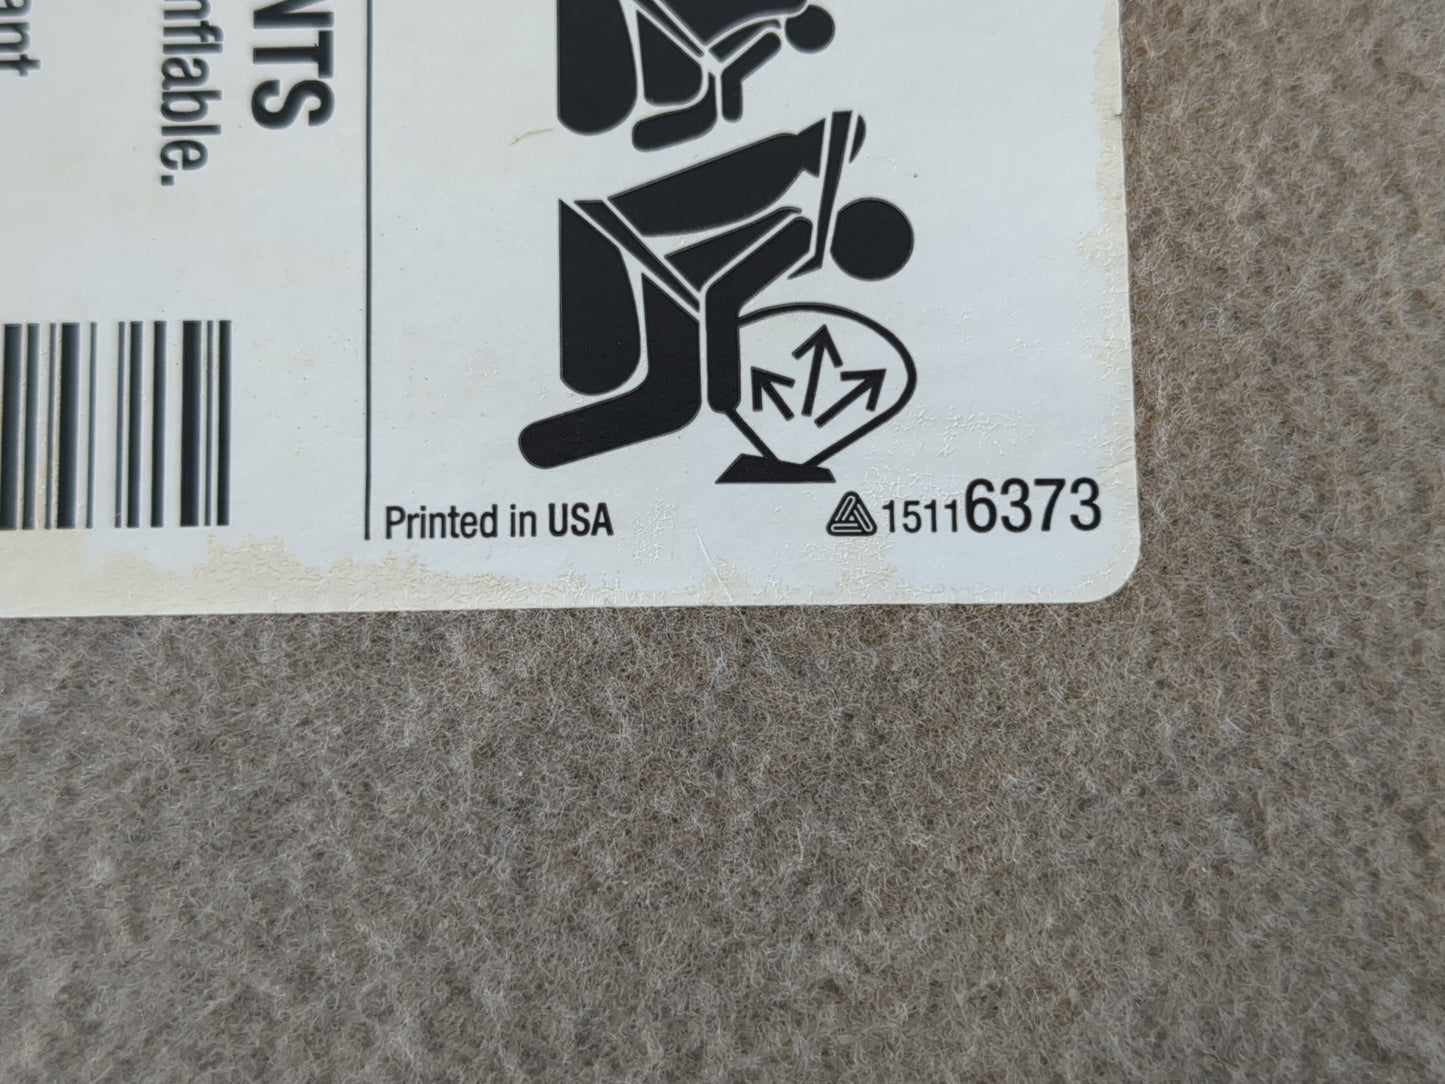 NTS
nflable.
ant
Printed in USA
15116373